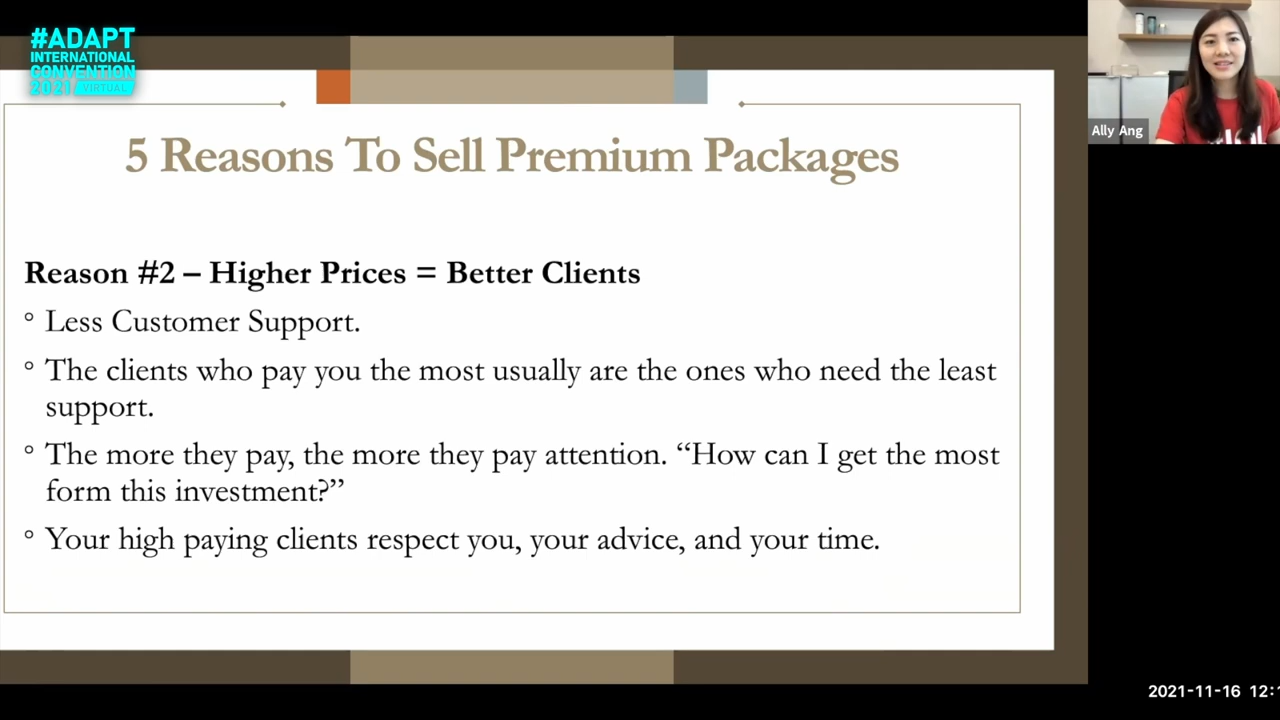 #ADAPT
INTERNATIONAL
CONVENTION
2021 VIRTUAL
Ally Ang
5 Reasons To Sell Premium Packages
Reason #2 – Higher Prices = Better Clients
° Less Customer Support.
° The clients who pay you the most usually are the ones who need the least
support.
° The more they pay, the more they pay attention. “How can I get the most
form this investment?”
° Your high paying clients respect you, your advice, and your time.
2021-11-16 12:1